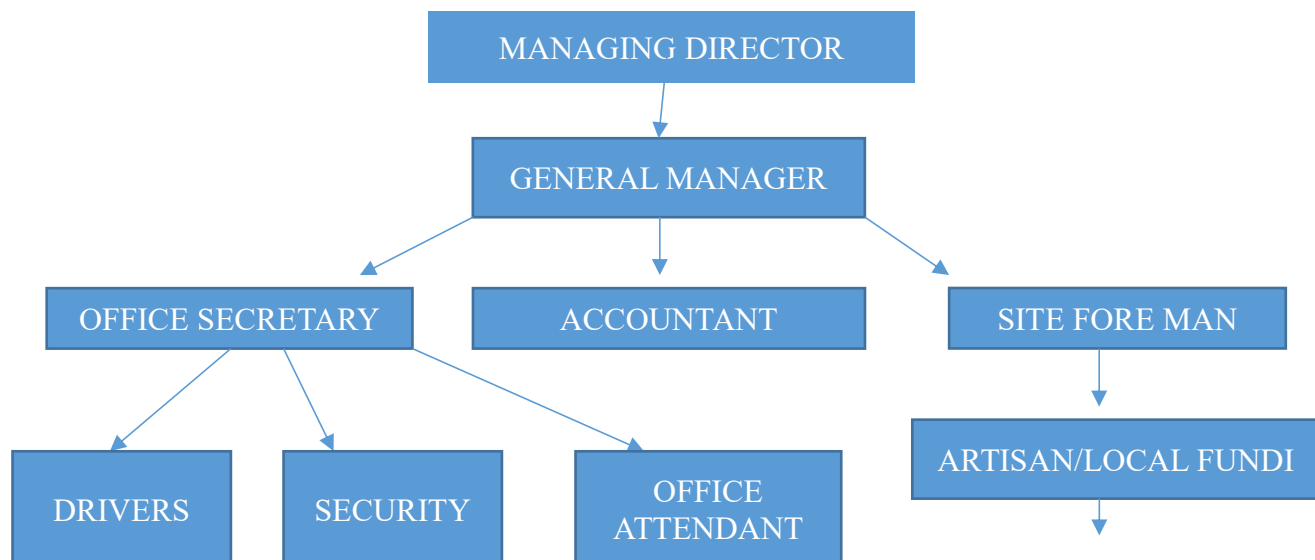 MANAGING DIRECTOR
GENERAL MANAGER
OFFICE SECRETARY
ACCOUNTANT
SITE FORE MAN
DRIVERS
SECURITY
OFFICE
ATTENDANT
ARTISAN/LOCAL FUNDI